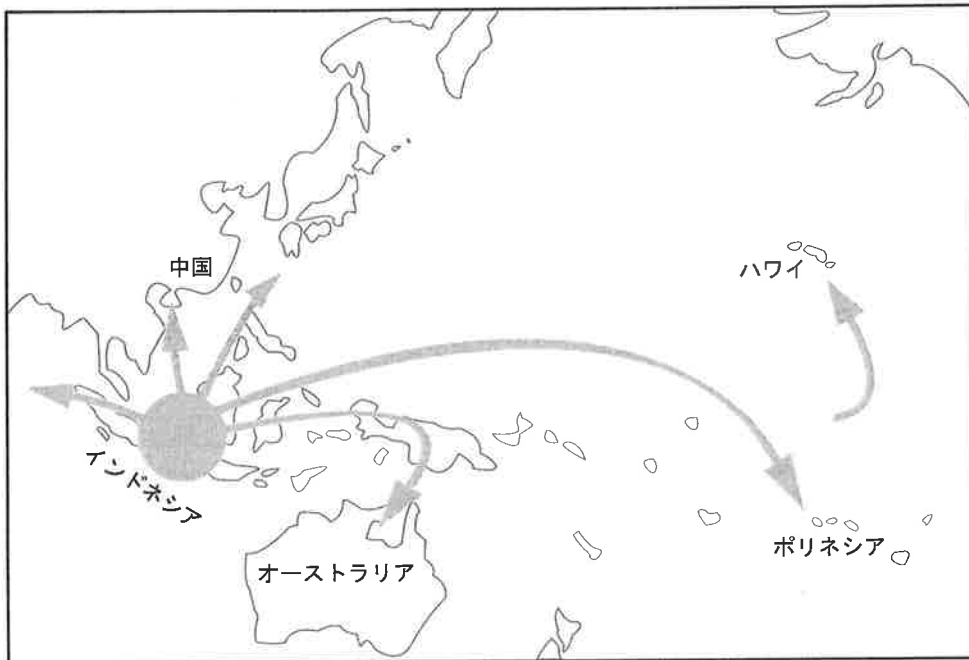 中国
ハワイ
インドネシア
オーストラリア
ポリネシア